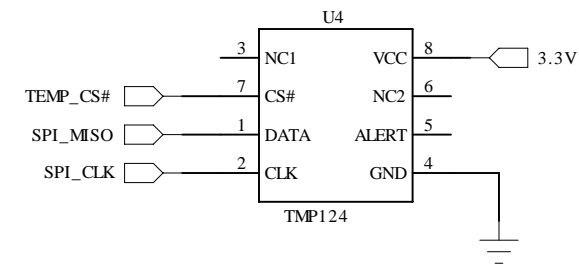 U4
3 NC1 VCC 8 3.3V
TEMP_CS# 7 CS# NC2 6
SPI_MISO 1 DATA ALERT 5
SPI_CLK 2 CLK GND 4
TMP124